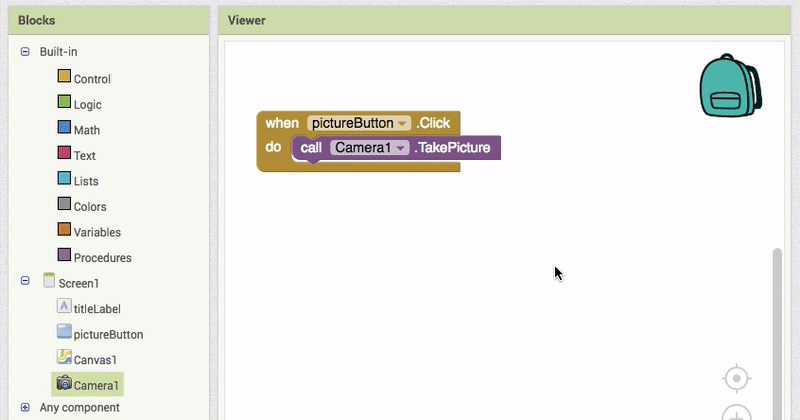 Blocks
Built-in
Control
Logic
Math
Text
Lists
Colors
Variables
Procedures
Screen1
A titleLabel
pictureButton
Canvas1
Camera1
Any component
Viewer
when pictureButton .Click
do call Camera1 .TakePicture